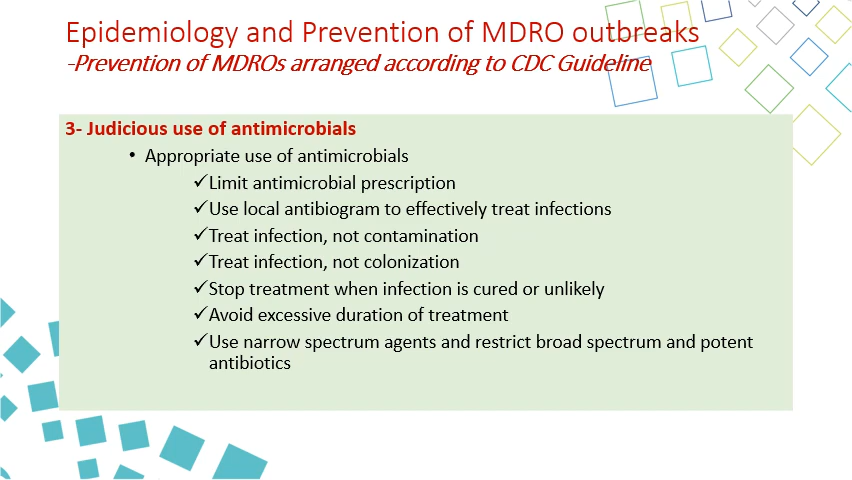 Epidemiology and Prevention of MDRO outbreaks
-Prevention of MDROs arranged according to CDC Guideline
3- Judicious use of antimicrobials
• Appropriate use of antimicrobials
✓Limit antimicrobial prescription
✓Use local antibiogram to effectively treat infections
✓Treat infection, not contamination
✓Treat infection, not colonization
✓Stop treatment when infection is cured or unlikely
✓Avoid excessive duration of treatment
✓Use narrow spectrum agents and restrict broad spectrum and potent
antibiotics